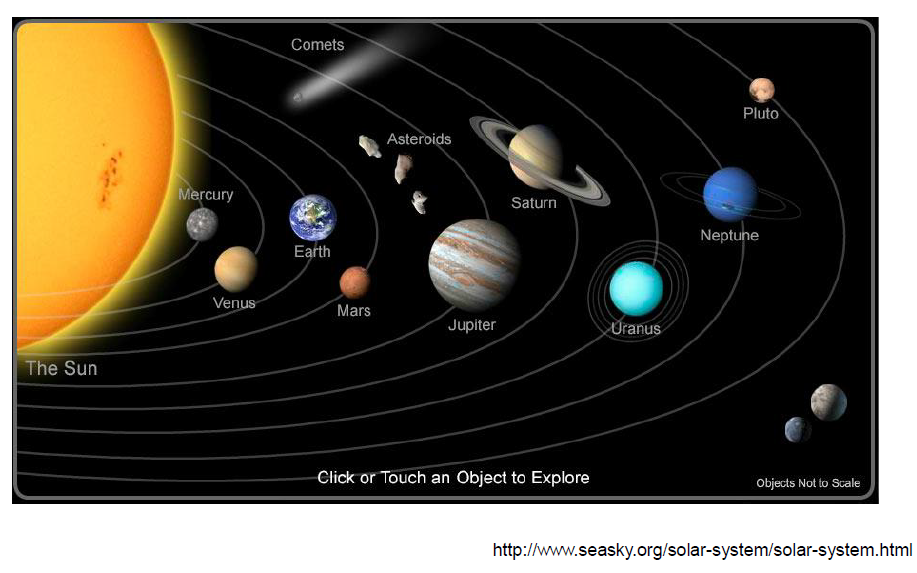 Comets
Pluto
Asteroids
Mercury
Saturn
Neptune
Earth
Venus
Mars
Jupiter
Uranus
The Sun
Click or Touch an Object to Explore
Objects Not to Scale
http://www.seasky.org/solar-system/solar-system.html